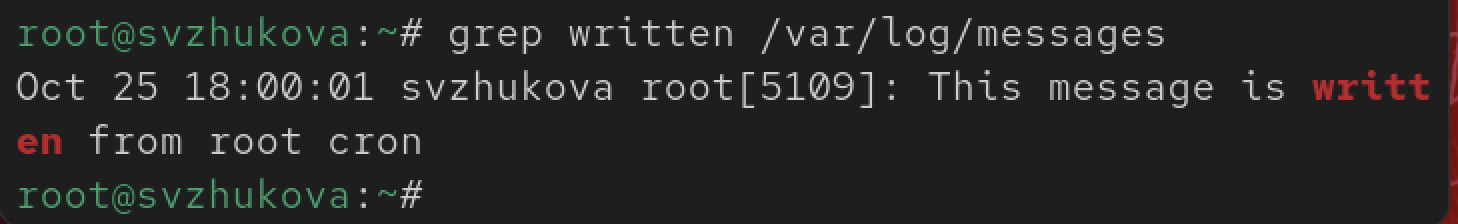 root@svzhukova:~# grep written /var/log/messages
Oct 25 18:00:01 svzhukova root[5109]: This message is writt
en from root cron
root@svzhukova:~#